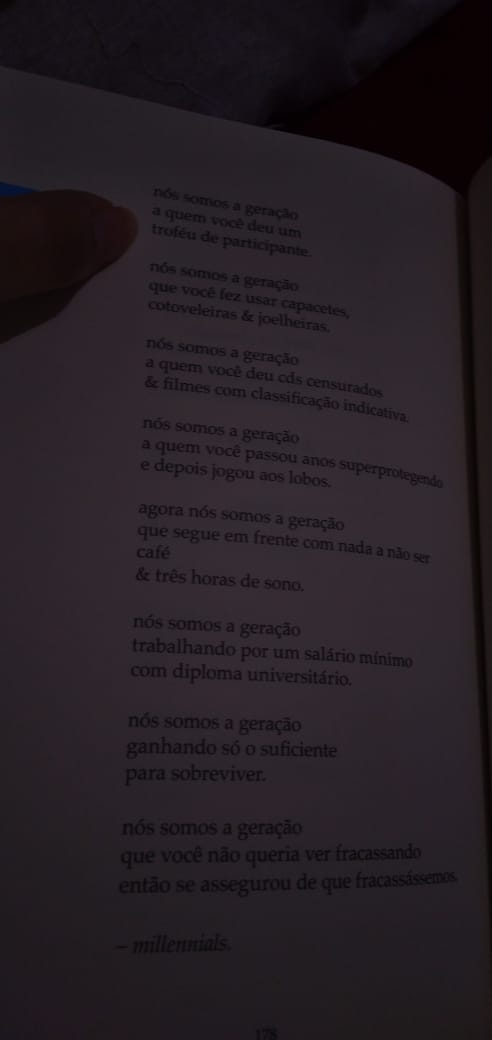 nós somos a geração
a quem você deu um
troféu de participante.
nós somos a geração
que você fez usar capacetes,
cotoveleiras & joelheiras.
nós somos a geração
a quem você deu cds censurados
& filmes com classificação indicativa.
nós somos a geração
a quem você passou anos superprotegendo
e depois jogou aos lobos.
agora nós somos a geração
que segue em frente com nada a não ser
café
& três horas de sono.
nós somos a geração
trabalhando por um salário mínimo
com diploma universitário.
nós somos a geração
ganhando só o suficiente
para sobreviver.
nós somos a geração
que você não queria ver fracassando
então se assegurou de que fracassássemos.
– millennials.
178